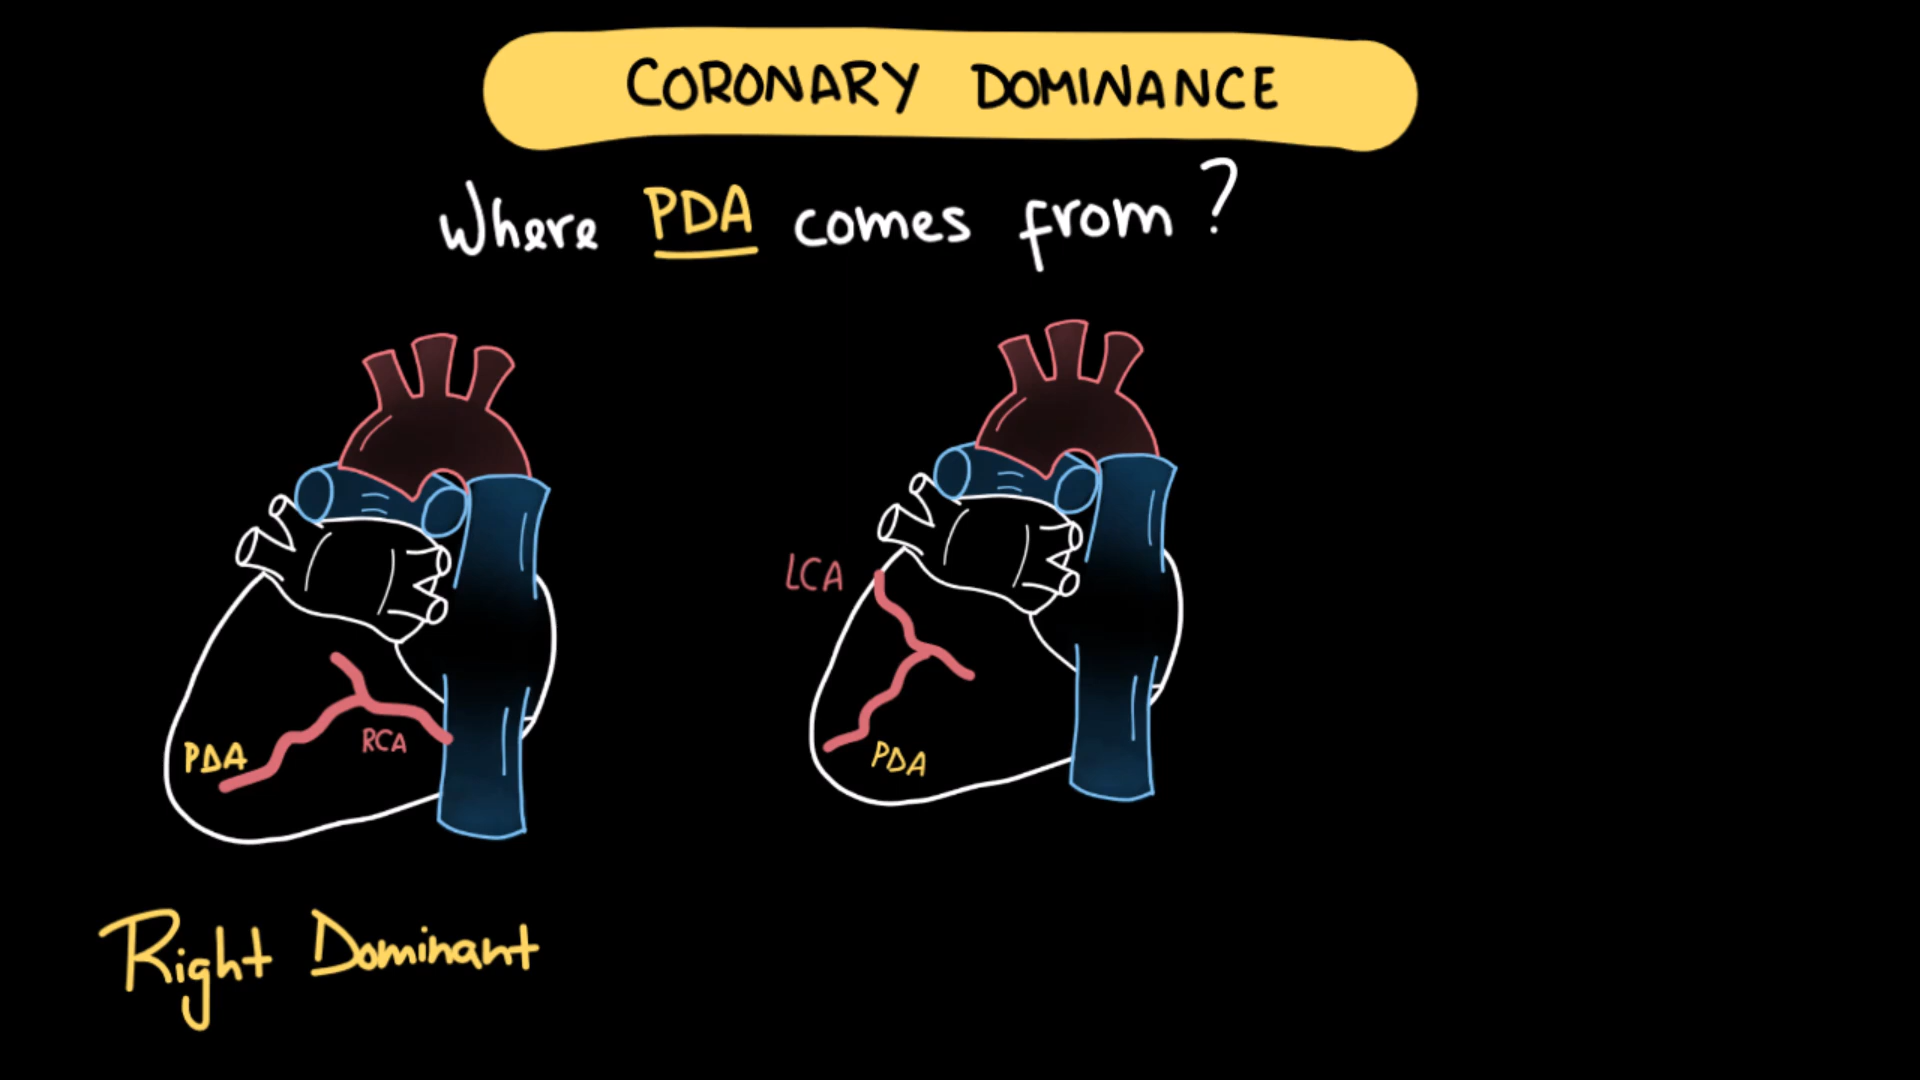 CORONARY DOMINANCE
Where PDA comes from?
LCA
PDA
RCA
PDA
Right Dominant